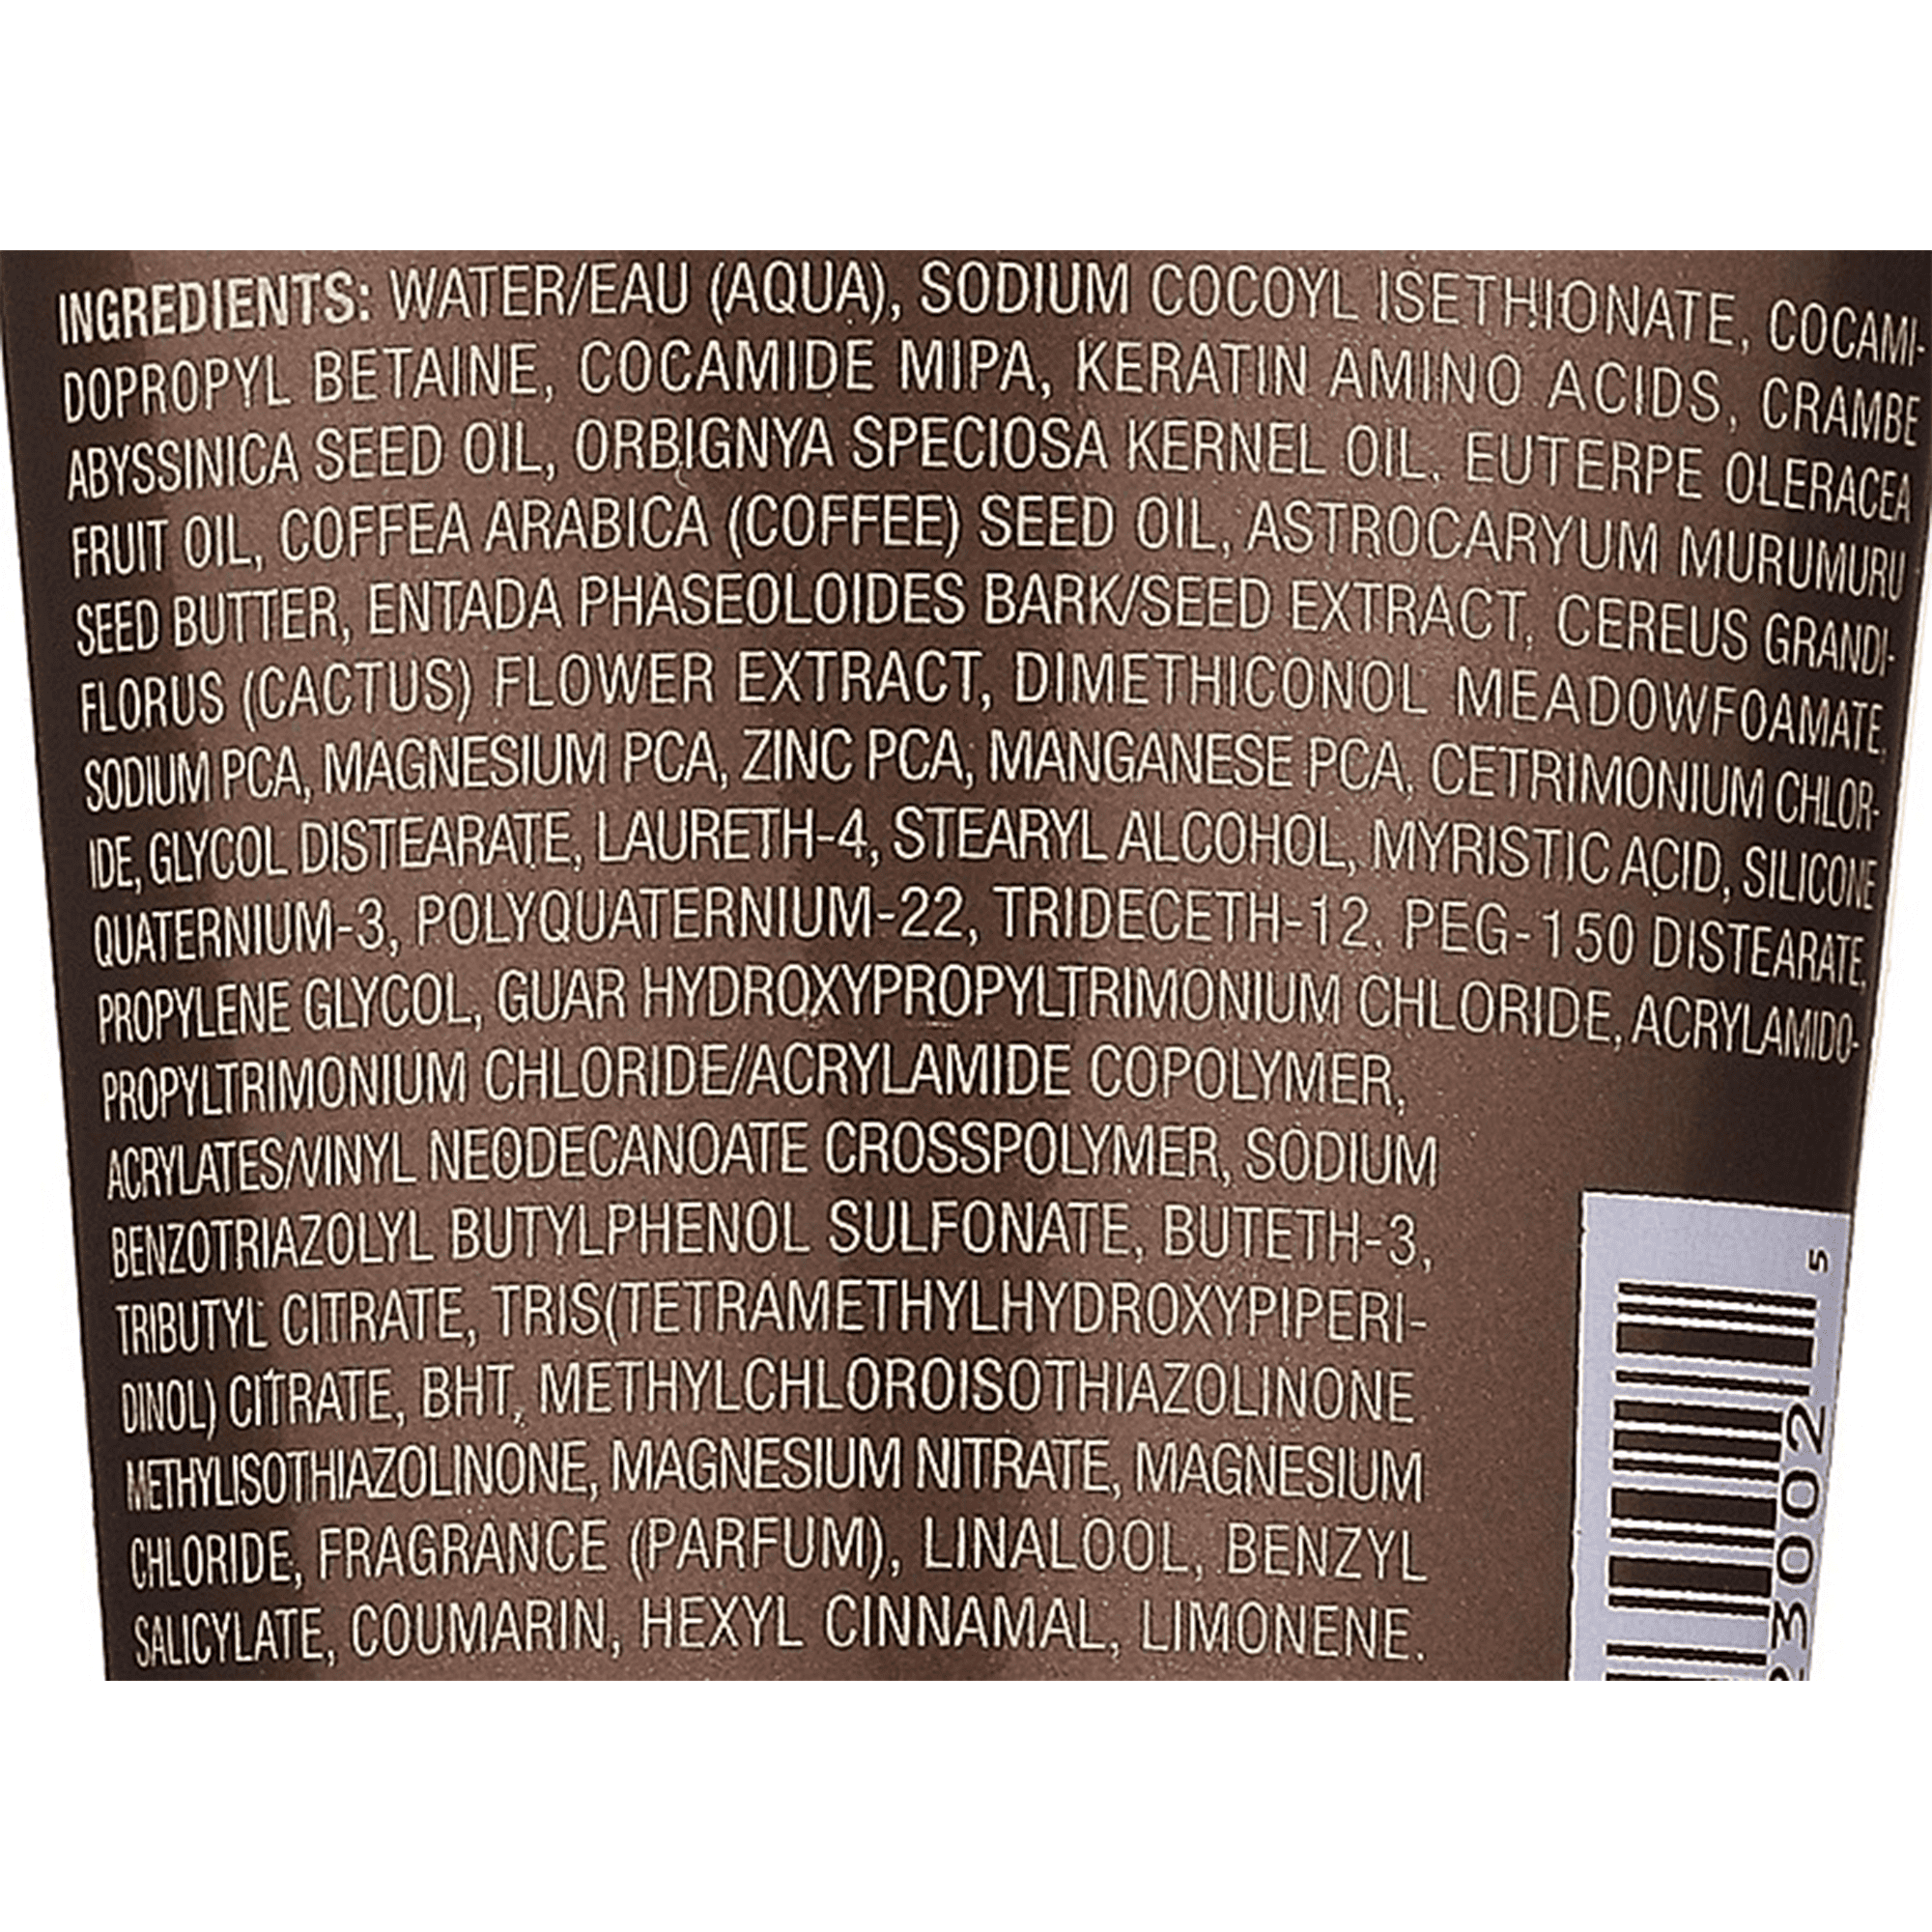 INGREDIENTS: WATER/EAU (AQUA), SODIUM COCOYL ISETHIONATE, COCAMI-
DOPROPYL BETAINE, COCAMIDE MIPA, KERATIN AMINO ACIDS, CRAMBE
ABYSSINICA SEED OIL, ORBIGNYA SPECIOSA KERNEL OIL, EUTERPE OLERACEA
FRUIT OIL, COFFEA ARABICA (COFFEE) SEED OIL, ASTROCARYUM MURUMURU
SEED BUTTER, ENTADA PHASEOLOIDES BARK/SEED EXTRACT, CEREUS GRANDI-
FLORUS (CACTUS) FLOWER EXTRACT, DIMETHICONOL MEADOWFOAMATE,
SODIUM PCA, MAGNESIUM PCA, ZINC PCA, MANGANESE PCA, CETRIMONIUM CHLOR-
IDE, GLYCOL DISTEARATE, LAURETH-4, STEARYL ALCOHOL, MYRISTIC ACID, SILICONE
QUATERNIUM-3, POLYQUATERNIUM-22, TRIDECETH-12, PEG-150 DISTEARATE,
PROPYLENE GLYCOL, GUAR HYDROXYPROPYLTRIMONIUM CHLORIDE, ACRYLAMIDO-
PROPYLTRIMONIUM CHLORIDE/ACRYLAMIDE COPOLYMER,
ACRYLATES/VINYL NEODECANOATE CROSSPOLYMER, SODIUM
BENZOTRIAZOLYL BUTYLPHENOL SULFONATE, BUTETH-3,
TRIBUTYL CITRATE, TRIS(TETRAMETHYLHYDROXYPIPERI-
DINOL) CITRATE, BHT, METHYLCHLOROISOTHIAZOLINONE
METHYLISOTHIAZOLINONE, MAGNESIUM NITRATE, MAGNESIUM
CHLORIDE, FRAGRANCE (PARFUM), LINALOOL, BENZYL
SALICYLATE, COUMARIN, HEXYL CINNAMAL, LIMONENE.
23002
5